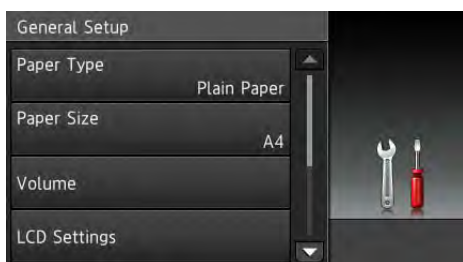 General Setup
Paper Type
Plain Paper
Paper Size
A4
Volume
LCD Settings